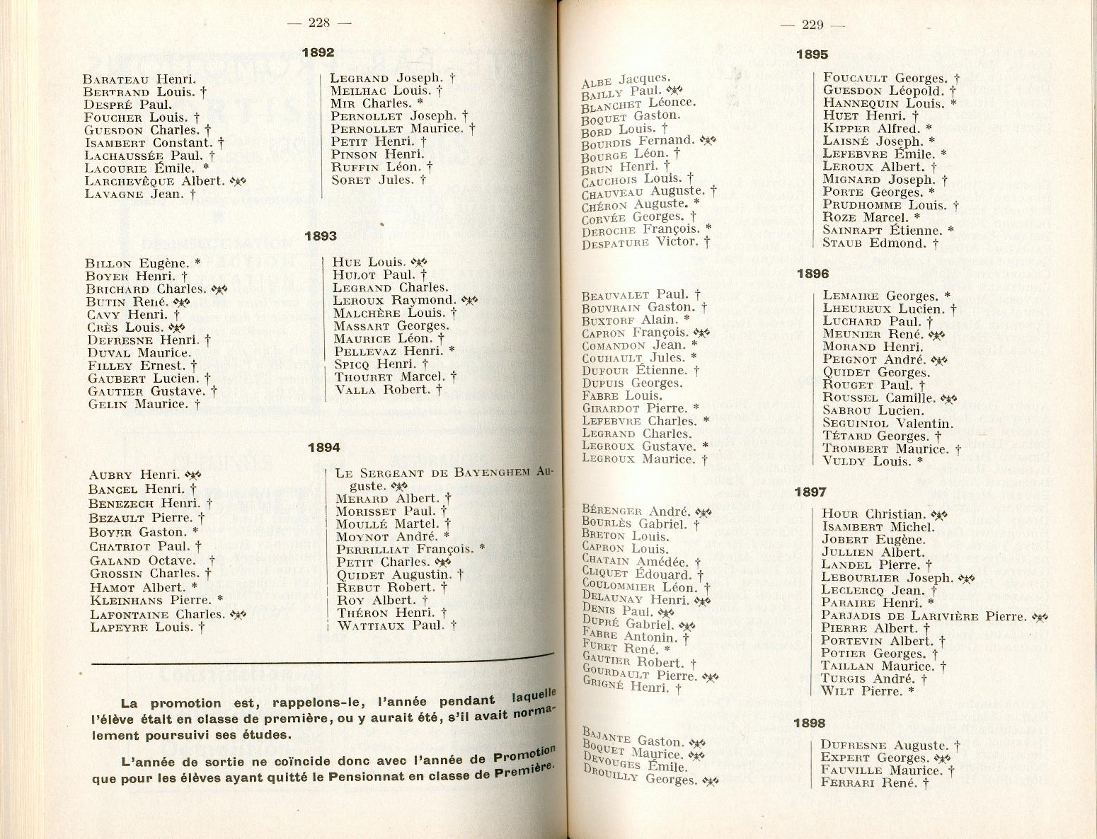 — 228 —
1892
BARATEAU Henri.
BERTRAND Louis. †
DESPRÉ Paul.
FOUCHER Louis. †
GUESDON Charles. †
ISAMBERT Constant. †
LACHAUSSÉE Paul. †
LACOURIE Émile. *
LARCHEVÊQUE Albert.
LAVAGNE Jean. †
LEGRAND Joseph. †
MEILHAC Louis. †
MIR Charles. *
PERNOLLET Joseph. †
PERNOLLET Maurice. †
PETIT Henri. †
PINSON Henri.
RUFFIN Léon. †
SORET Jules. †
1893
BILLON Eugène. *
BOYER Henri. †
BRICHARD Charles.
BUTIN René.
CAVY Henri. †
CRÈS Louis.
DEFRESNE Henri. †
DUVAL Maurice.
FILLEY Ernest. †
GAUBERT Lucien. †
GAUTIER Gustave. †
GELIN Maurice. †
HUE Louis.
HULOT Paul. †
LEGRAND Charles.
LEROUX Raymond.
MALCHÈRE Louis. †
MASSART Georges.
MAURICE Léon. †
PELLEVAZ Henri. *
SPICQ Henri. †
THOURET Marcel. †
VALLA Robert. †
1894
AUBRY Henri.
BANCEL Henri. †
BENEZECH Henri. †
BEZAULT Pierre. †
BOYER Gaston. *
CHATRIOT Paul. †
GALAND Octave. †
GROSSIN Charles. †
HAMOT Albert. *
KLEINHANS Pierre. *
LAFONTAINE Charles.
LAPEYRE Louis. †
LE SERGEANT DE BAYENGHEM Au-
guste.
MERARD Albert. †
MORISSET Paul. †
MOULLÉ Martel. †
MOYNOT André. *
PERRILLIAT François. *
PETIT Charles.
QUIDET Augustin. †
REBUT Robert. †
ROY Albert. †
THÉRON Henri. †
WATTIAUX Paul. †
La promotion est, rappelons-le, l'année pendant laquelle
l'élève était en classe de première, ou y aurait été, s'il avait norma-
lement poursuivi ses études.
L'année de sortie ne coïncide donc avec l'année de Promotion
que pour les élèves ayant quitté le Pensionnat en classe de Première.
— 229 —
1895
ALBE Jacques.
BAILLY Paul.
BLANCHET Léonce.
BOQUET Gaston.
BORD Louis. †
BOURDIS Fernand.
BOURGE Léon. †
BRUN Henri. †
CAUCHOIS Louis. †
CHAUVEAU Auguste. †
CHÉRON Auguste. *
CORVÉE Georges. †
DEROCHE François. *
DESPATURE Victor. †
FOUCAULT Georges. †
GUESDON Léopold. †
HANNEQUIN Louis. *
HUET Henri. †
KIPPER Alfred. *
LAISNÉ Joseph. *
LEFEBVRE Émile. *
LEROUX Albert. †
MIGNARD Joseph. †
PORTE Georges. *
PRUDHOMME Louis. †
ROZE Marcel. *
SAINRAPT Étienne. *
STAUB Edmond. †
1896
BEAUVALET Paul. †
BOUVRAIN Gaston. †
BUXTORF Alain. *
CAPRON François.
COMANDON Jean. *
COUHAULT Jules. *
DUFOUR Étienne. †
DUPUIS Georges.
FABRE Louis.
GIRARDOT Pierre. *
LEFEBVRE Charles. *
LEGRAND Charles.
LEGROUX Gustave. *
LEGROUX Maurice. †
LEMAIRE Georges. *
LHEUREUX Lucien. †
LUCHARD Paul. †
MEUNIER René.
MORAND Henri.
PEIGNOT André.
QUIDET Georges.
ROUGET Paul. †
ROUSSEL Camille.
SABROU Lucien.
SEGUINIOL Valentin.
TÉTARD Georges. †
TROMBERT Maurice. †
VULDY Louis. *
1897
BÉRENGER André.
BOURLÈS Gabriel. †
BRETON Louis.
CAPRON Louis.
CHATAIN Amédée. †
CLIQUET Édouard. †
COULOMMIER Léon. †
DELAUNAY Henri.
DENIS Paul.
DUPRÉ Gabriel.
FABRE Antonin. †
FURET René. *
GAUTIER Robert. †
GOURDAULT Pierre.
GRIGNÉ Henri. †
HOUR Christian.
ISAMBERT Michel.
JOBERT Eugène.
JULLIEN Albert.
LANDEL Pierre. †
LEBOURLIER Joseph.
LECLERCQ Jean. †
PARAIRE Henri. *
PARJADIS DE LARIVIÈRE Pierre.
PIERRE Albert. †
PORTEVIN Albert. †
POTIER Georges. †
TAILLAN Maurice. †
TURGIS André. †
WILT Pierre. *
1898
BAJANTE Gaston.
BOQUET Maurice.
DEVOUGES Émile.
DROUILLY Georges.
DUFRESNE Auguste. †
EXPERT Georges.
FAUVILLE Maurice. †
FERRARI René. †